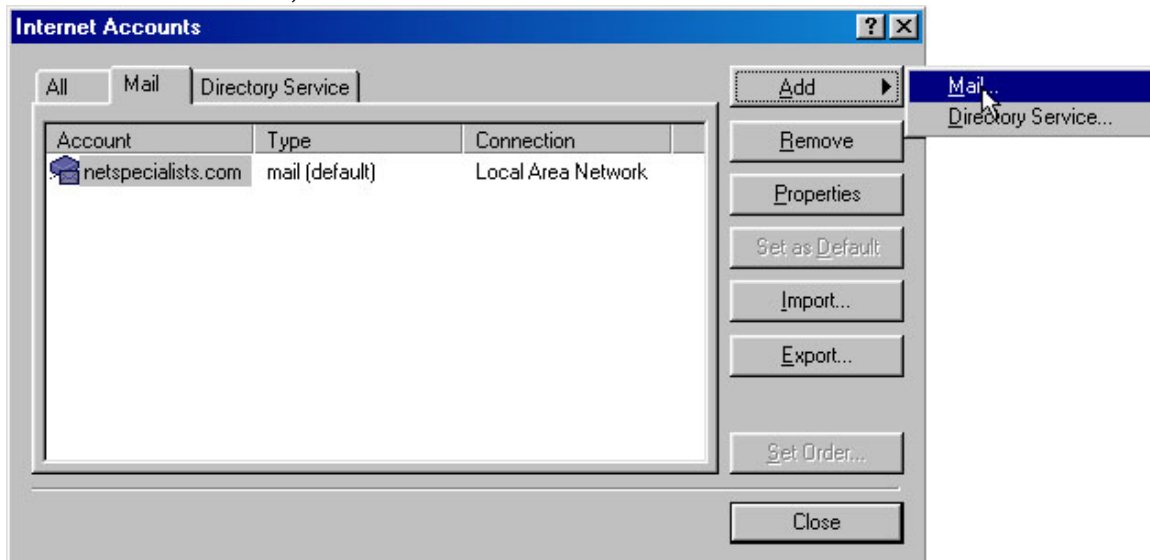 Internet Accounts
All Mail Directory Service
Add
Mail...
Directory Service...
Account Type Connection
Remove
netspecialists.com mail (default) Local Area Network
Properties
Set as Default
Import...
Export...
Set Order...
Close